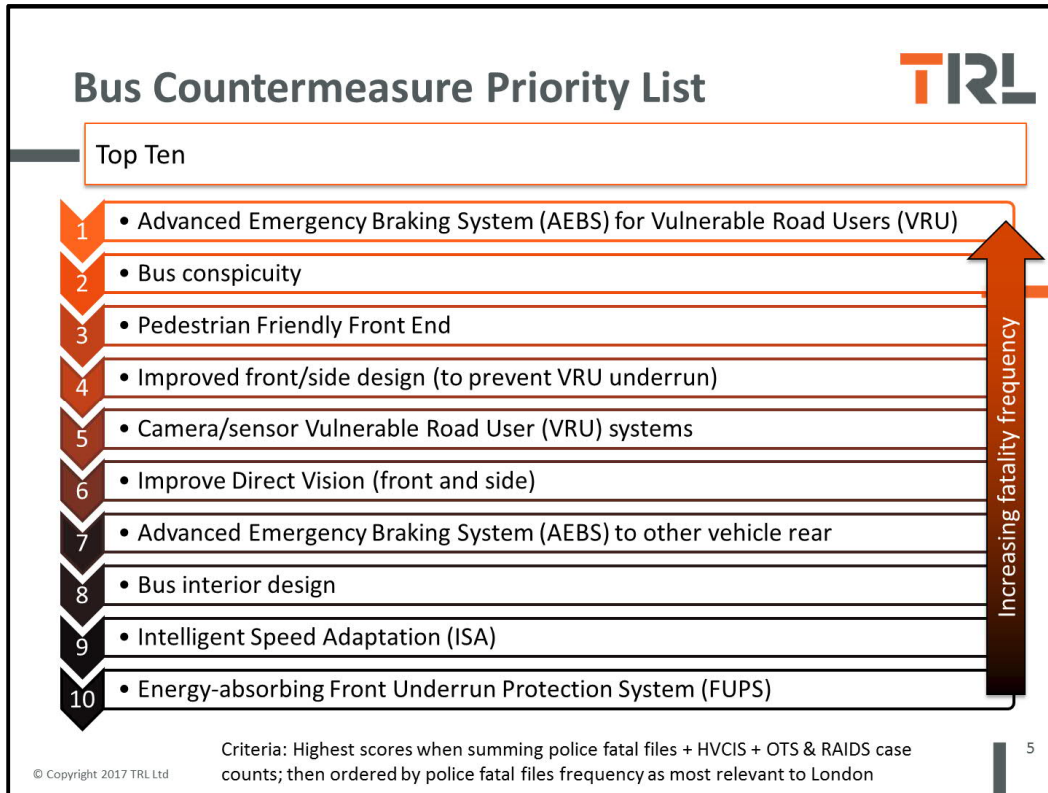 Bus Countermeasure Priority List
TRL
Top Ten
1 • Advanced Emergency Braking System (AEBS) for Vulnerable Road Users (VRU)
2 • Bus conspicuity
3 • Pedestrian Friendly Front End
4 • Improved front/side design (to prevent VRU underrun)
5 • Camera/sensor Vulnerable Road User (VRU) systems
6 • Improve Direct Vision (front and side)
7 • Advanced Emergency Braking System (AEBS) to other vehicle rear
8 • Bus interior design
9 • Intelligent Speed Adaptation (ISA)
10 • Energy-absorbing Front Underrun Protection System (FUPS)
Increasing fatality frequency
Criteria: Highest scores when summing police fatal files + HVCIS + OTS & RAIDS case
counts; then ordered by police fatal files frequency as most relevant to London
© Copyright 2017 TRL Ltd
5